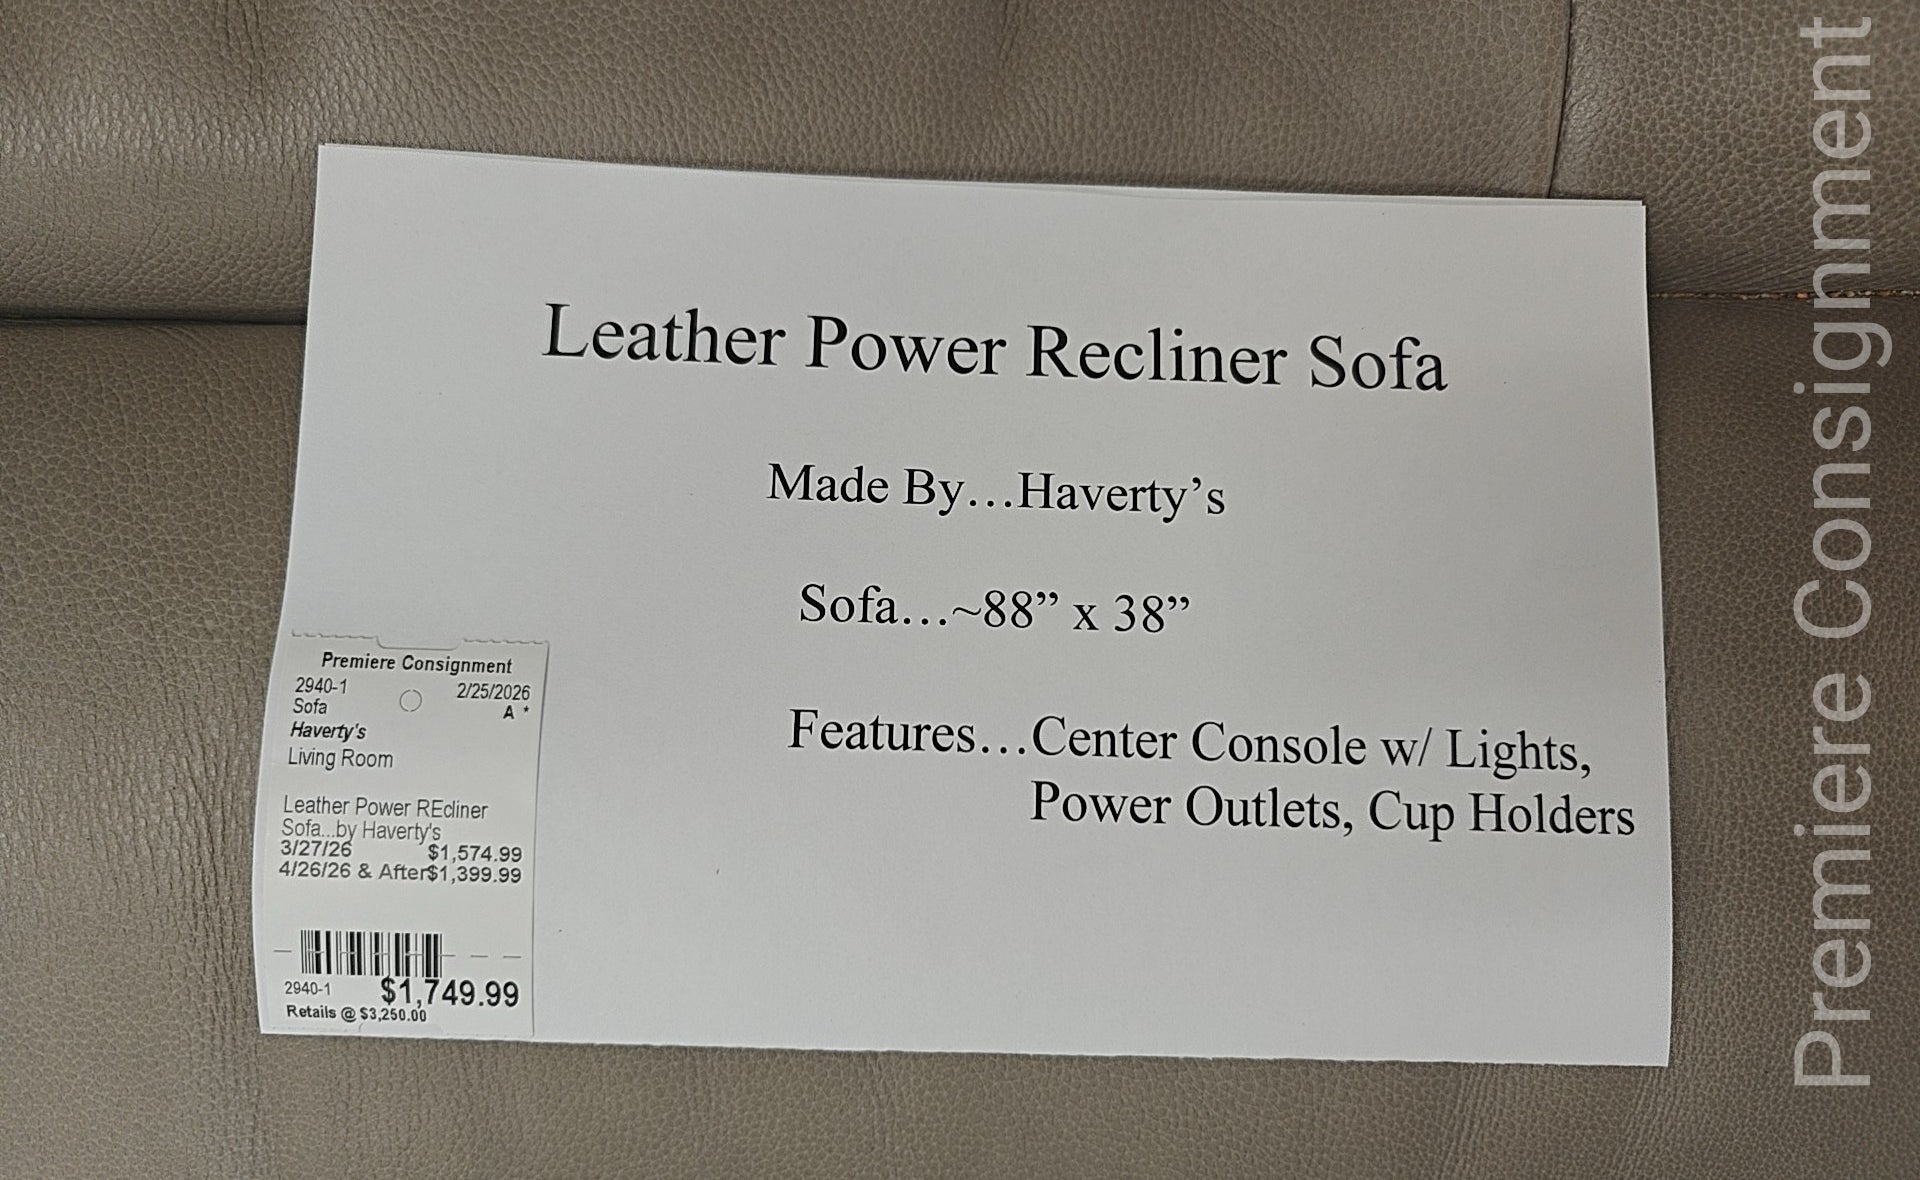 Leather Power Recliner Sofa
Made By…Haverty’s
Sofa…~88” x 38”
Features…Center Console w/ Lights,
Power Outlets, Cup Holders
Premiere Consignment
2940-1 2/25/2026
Sofa A *
Haverty's
Living Room
Leather Power REcliner
Sofa...by Haverty's
3/27/26 $1,574.99
4/26/26 & After$1,399.99
2940-1 $1,749.99
Retails @ $3,250.00
Premiere Consignment